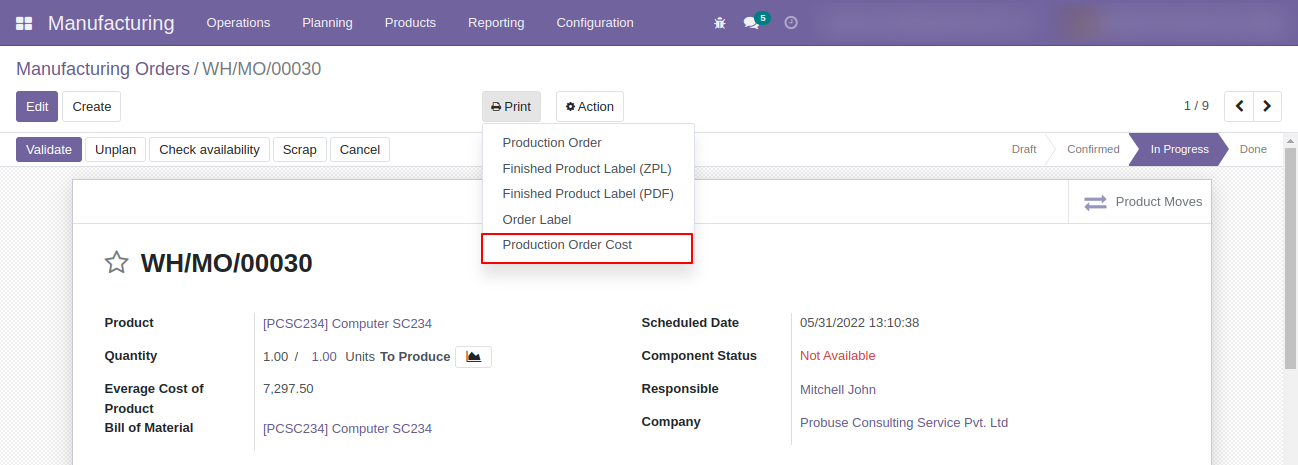 Manufacturing Operations Planning Products Reporting Configuration 5
Manufacturing Orders / WH/MO/00030
Edit Create Print Action 1 / 9
Validate Unplan Check availability Scrap Cancel Draft Confirmed In Progress Done
Production Order
Finished Product Label (ZPL)
Finished Product Label (PDF)
Order Label
Production Order Cost
Product Moves
WH/MO/00030
Product [PCSC234] Computer SC234
Quantity 1.00 / 1.00 Units To Produce
Everage Cost of Product 7,297.50
Bill of Material [PCSC234] Computer SC234
Scheduled Date 05/31/2022 13:10:38
Component Status Not Available
Responsible Mitchell John
Company Probuse Consulting Service Pvt. Ltd